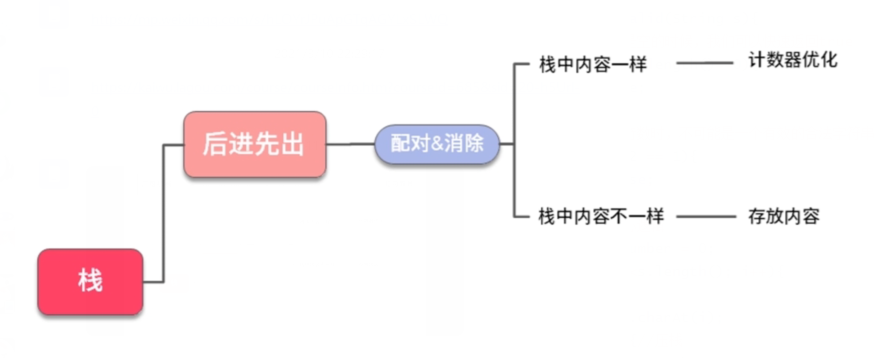 栈
后进先出
配对&消除
栈中内容一样
计数器优化
栈中内容不一样
存放内容